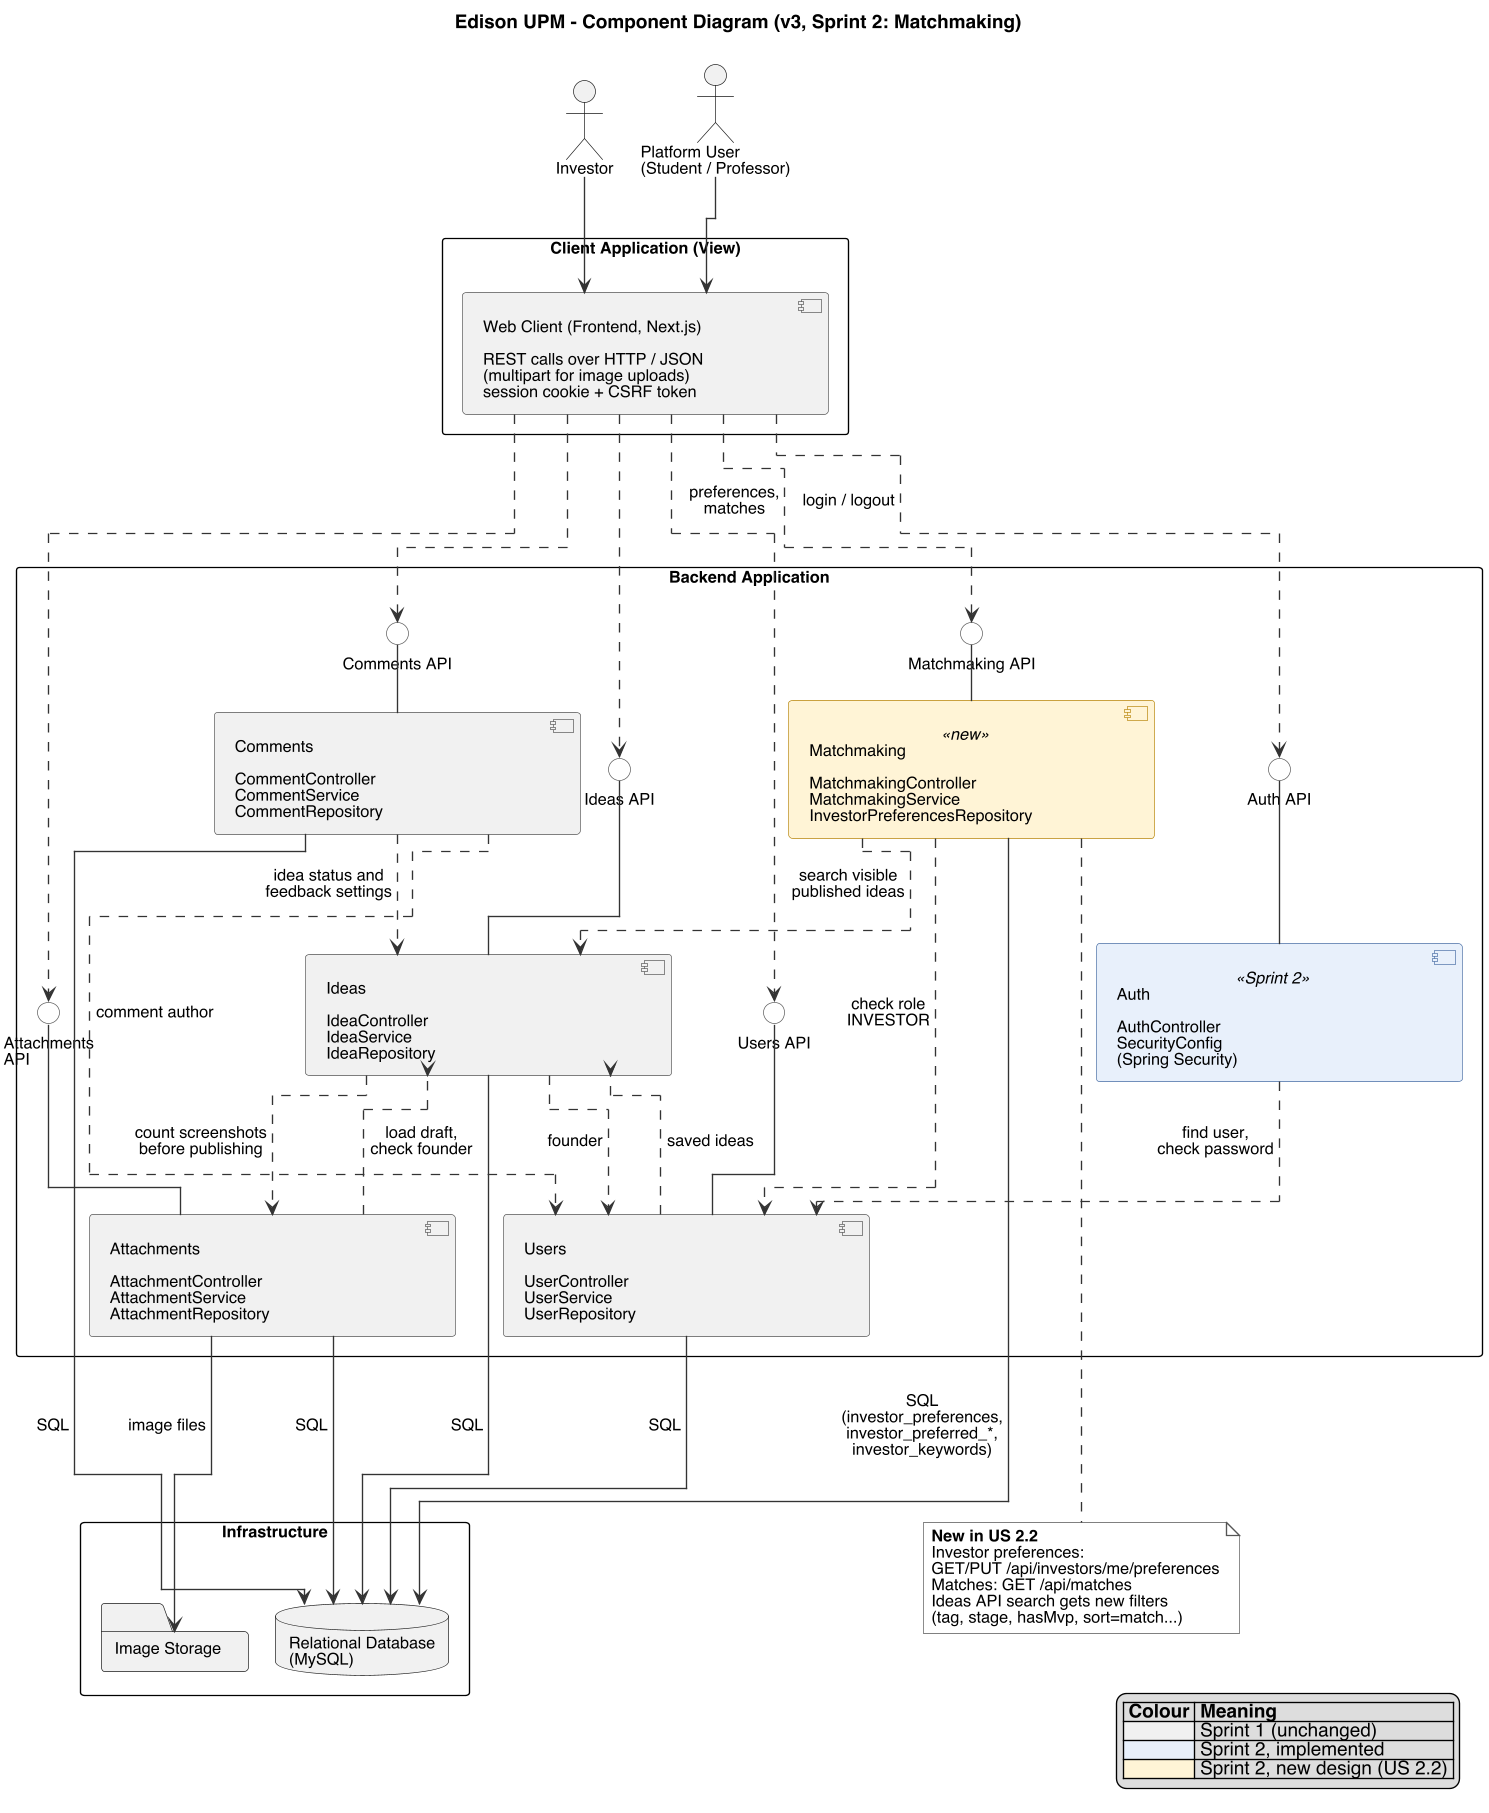 Edison UPM - Component Diagram (v3, Sprint 2: Matchmaking)
Investor
Platform User
(Student / Professor)
Client Application (View)
Web Client (Frontend, Next.js)
REST calls over HTTP / JSON
(multipart for image uploads)
session cookie + CSRF token
preferences,
matches
login / logout
Backend Application
Comments API
Matchmaking API
Comments
CommentController
CommentService
CommentRepository
Ideas API
«new»
Matchmaking
MatchmakingController
MatchmakingService
InvestorPreferencesRepository
Auth API
idea status and
feedback settings
search visible
published ideas
Attachments
API
comment author
Ideas
IdeaController
IdeaService
IdeaRepository
Users API
check role
INVESTOR
«Sprint 2»
Auth
AuthController
SecurityConfig
(Spring Security)
count screenshots
before publishing
load draft,
check founder
founder
saved ideas
find user,
check password
Attachments
AttachmentController
AttachmentService
AttachmentRepository
Users
UserController
UserService
UserRepository
SQL
image files
SQL
SQL
SQL
SQL
(investor_preferences,
investor_preferred_*,
investor_keywords)
Infrastructure
Image Storage
Relational Database
(MySQL)
New in US 2.2
Investor preferences:
GET/PUT /api/investors/me/preferences
Matches: GET /api/matches
Ideas API search gets new filters
(tag, stage, hasMvp, sort=match...)
Colour Meaning
Sprint 1 (unchanged)
Sprint 2, implemented
Sprint 2, new design (US 2.2)